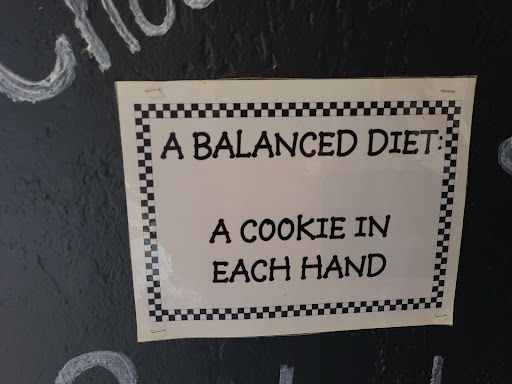 A BALANCED DIET:
A COOKIE IN
EACH HAND